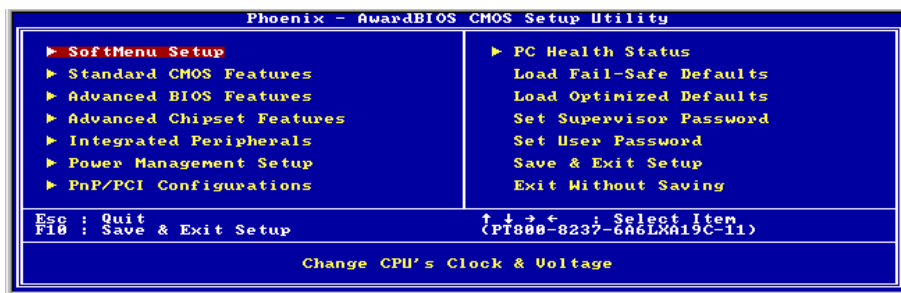 Phoenix - AwardBIOS CMOS Setup Utility
▶ SoftMenu Setup
▶ Standard CMOS Features
▶ Advanced BIOS Features
▶ Advanced Chipset Features
▶ Integrated Peripherals
▶ Power Management Setup
▶ PnP/PCI Configurations
▶ PC Health Status
Load Fail-Safe Defaults
Load Optimized Defaults
Set Supervisor Password
Set User Password
Save & Exit Setup
Exit Without Saving
Esc : Quit
F10 : Save & Exit Setup
↑ ↓ → ← : Select Item
(PT800-8237-6A6LXA19C-11)
Change CPU's Clock & Voltage